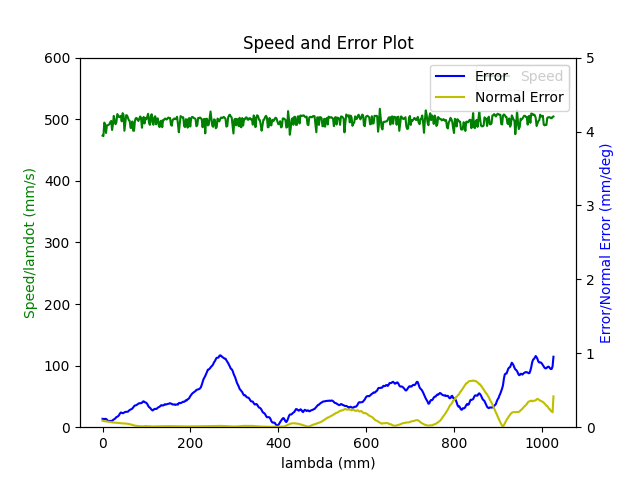 Speed and Error Plot
600
500
400
300
200
100
0
Speed/lamdot (mm/s)
0 200 400 600 800 1000
lambda (mm)
5
4
3
2
1
0
Error/Normal Error (mm/deg)
Error Speed
Normal Error